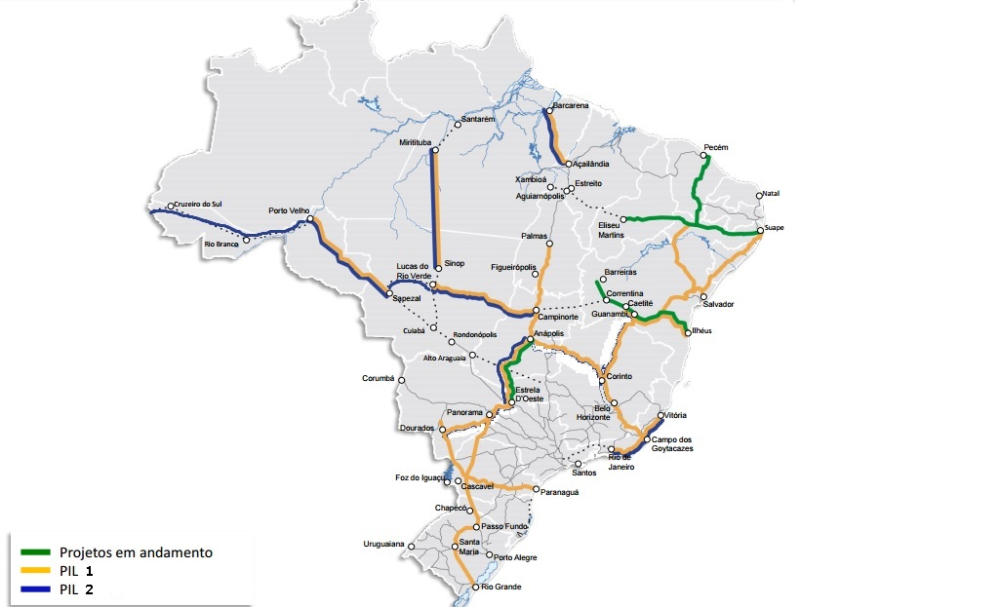 Barcarena
Santarém
Miritituba
Açailândia
Pecém
Xambioá
Estreito
Aguiarnópolis
Natal
Cruzeiro do Sul
Porto Velho
Eliseu
Martins
Suape
Rio Branco
Palmas
Lucas do
Rio Verde
Sinop
Figueirópolis
Barreiras
Sapezal
Correntina
Caetité
Guanambi
Salvador
Campinorte
Cuiabá
Rondonópolis
Anápolis
Ilhéus
Alto Araguaia
Corumbá
Corinto
Estrela
D'Oeste
Panorama
Belo
Horizonte
Vitória
Dourados
Campo dos
Goytacazes
Rio de
Janeiro
Santos
Foz do Iguaçu
Cascavel
Paranaguá
Chapecó
Passo Fundo
Uruguaiana
Santa
Maria
Porto Alegre
Rio Grande
Projetos em andamento
PIL 1
PIL 2